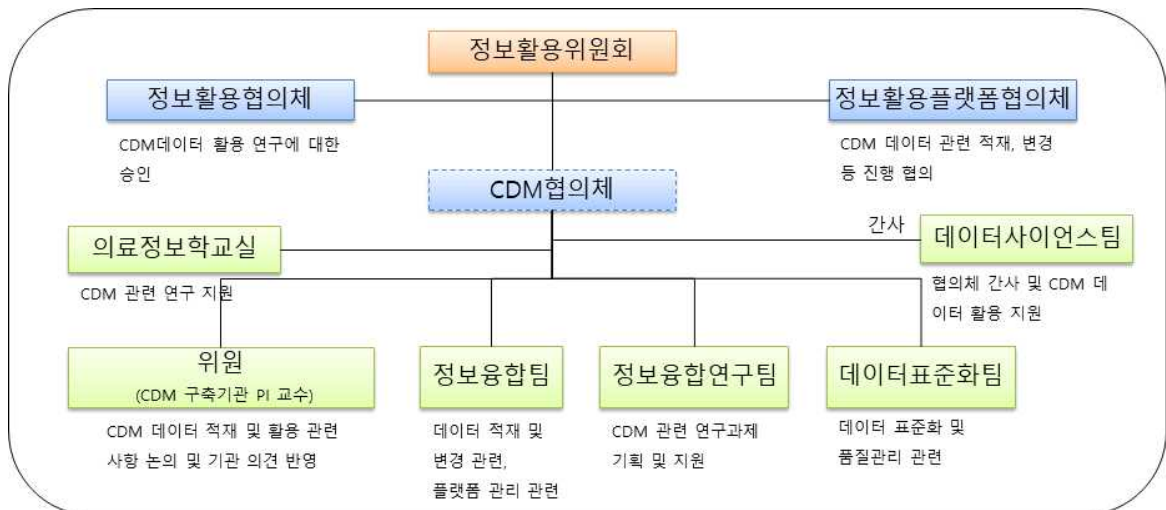 정보활용위원회
정보활용협의체
정보활용플랫폼협의체
CDM데이터 활용 연구에 대한
승인
CDM 데이터 관련 적재, 변경
등 진행 협의
CDM협의체
의료정보학교실
간사
데이터사이언스팀
CDM 관련 연구 지원
협의체 간사 및 CDM 데
이터 활용 지원
위원
(CDM 구축기관 PI 교수)
정보융합팀
정보융합연구팀
데이터표준화팀
CDM 데이터 적재 및 활용 관련
사항 논의 및 기관 의견 반영
데이터 적재 및
변경 관련,
플랫폼 관리 관련
CDM 관련 연구과제
기획 및 지원
데이터 표준화 및
품질관리 관련